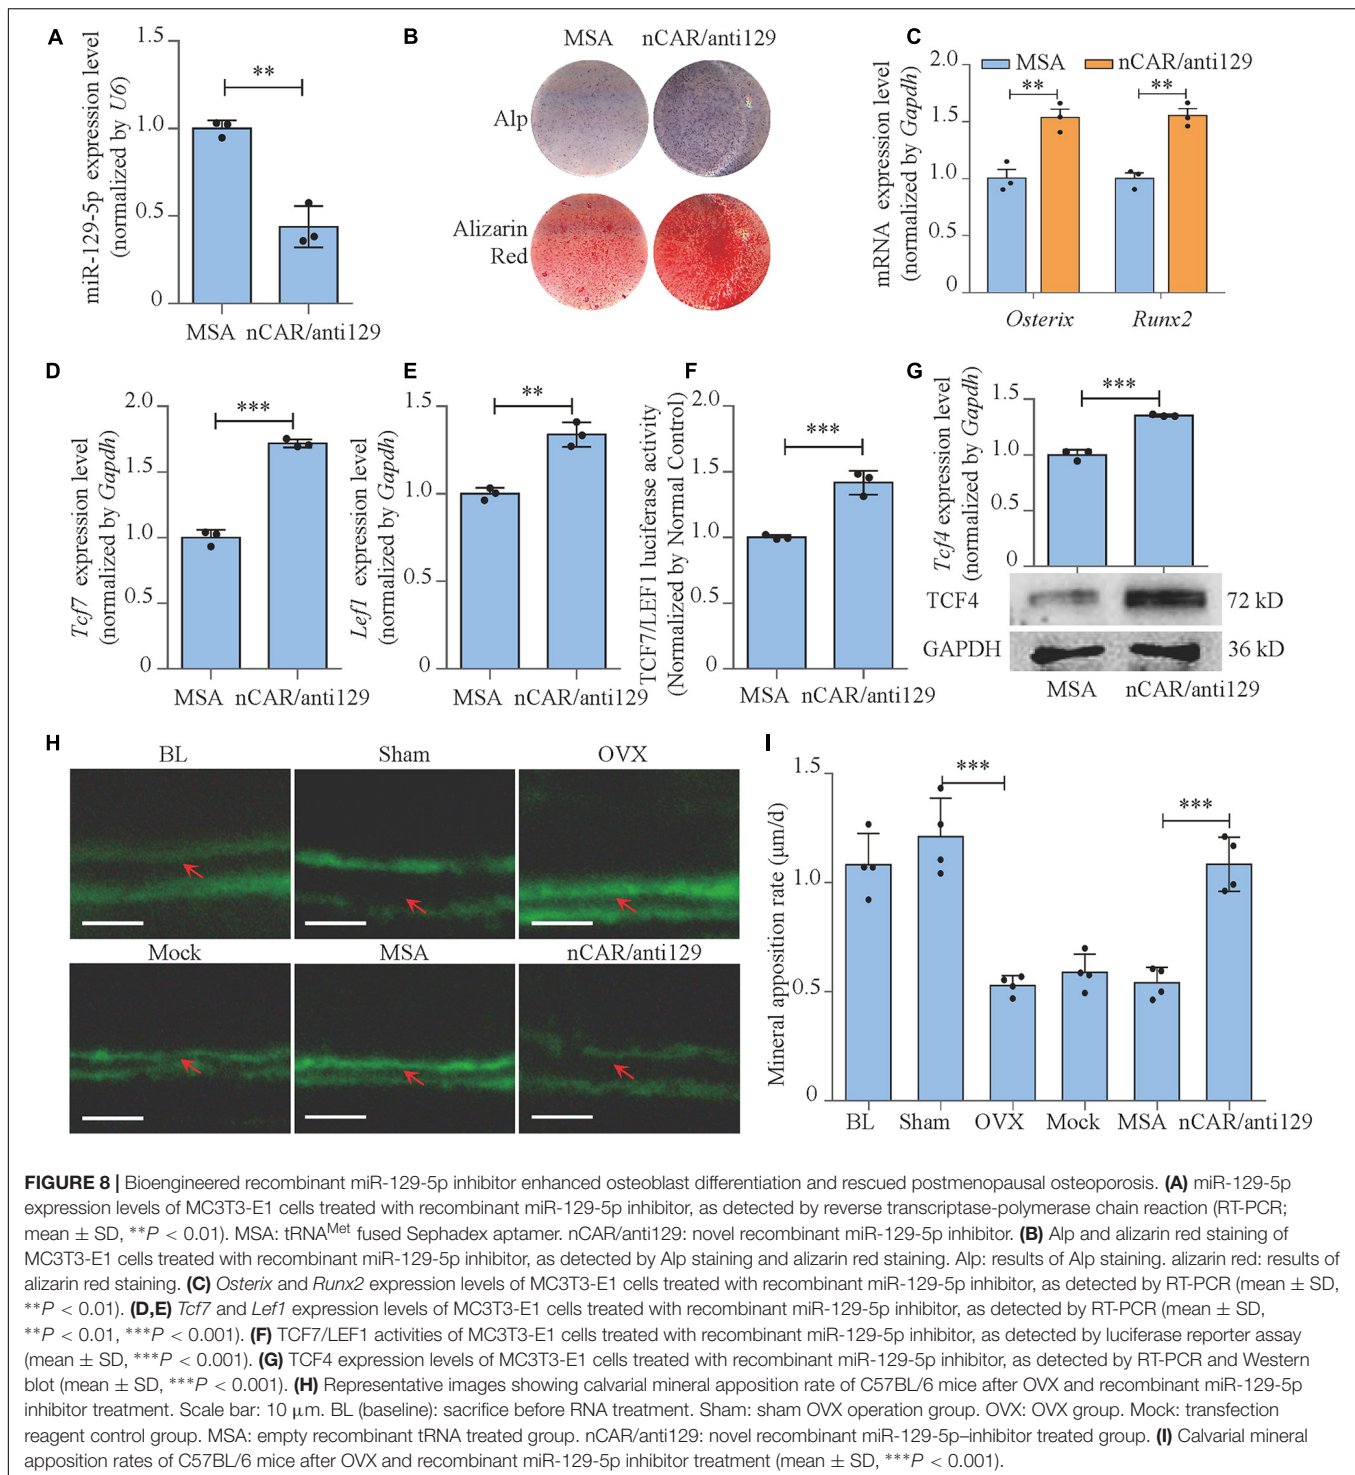 A
miR-129-5p expression level
(normalized by U6)
1.5
1.0
0.5
0
**
MSA nCAR/anti129
B
MSA nCAR/anti129
Alp
Alizarin
Red
C
mRNA expression level
(normalized by Gapdh)
2.0
1.5
1.0
0.5
0
MSA nCAR/anti129
** **
Osterix Runx2
D
Tcf7 expression level
(normalized by Gapdh)
2.0
1.5
1.0
0.5
0
***
MSA nCAR/anti129
E
Lef1 expression level
(normalized by Gapdh)
1.5
1.0
0.5
0
**
MSA nCAR/anti129
F
TCF7/LEF1 luciferase activity
(Normalized by Normal Control)
2.0
1.5
1.0
0.5
0
***
MSA nCAR/anti129
G
Tcf4 expression level
(normalized by Gapdh)
1.5
1.0
0.5
0
***
TCF4 72 kD
GAPDH 36 kD
MSA nCAR/anti129
H
BL Sham OVX
Mock MSA nCAR/anti129
I
Mineral apposition rate (μm/d)
1.5
1.0
0.5
0
*** ***
BL Sham OVX Mock MSA nCAR/anti129
FIGURE 8 | Bioengineered recombinant miR-129-5p inhibitor enhanced osteoblast differentiation and rescued postmenopausal osteoporosis. (A) miR-129-5p
expression levels of MC3T3-E1 cells treated with recombinant miR-129-5p inhibitor, as detected by reverse transcriptase-polymerase chain reaction (RT-PCR;
mean ± SD, **P < 0.01). MSA: tRNAMet fused Sephadex aptamer. nCAR/anti129: novel recombinant miR-129-5p inhibitor. (B) Alp and alizarin red staining of
MC3T3-E1 cells treated with recombinant miR-129-5p inhibitor, as detected by Alp staining and alizarin red staining. Alp: results of Alp staining. alizarin red: results of
alizarin red staining. (C) Osterix and Runx2 expression levels of MC3T3-E1 cells treated with recombinant miR-129-5p inhibitor, as detected by RT-PCR (mean ± SD,
**P < 0.01). (D,E) Tcf7 and Lef1 expression levels of MC3T3-E1 cells treated with recombinant miR-129-5p inhibitor, as detected by RT-PCR (mean ± SD,
**P < 0.01, ***P < 0.001). (F) TCF7/LEF1 activities of MC3T3-E1 cells treated with recombinant miR-129-5p inhibitor, as detected by luciferase reporter assay
(mean ± SD, ***P < 0.001). (G) TCF4 expression levels of MC3T3-E1 cells treated with recombinant miR-129-5p inhibitor, as detected by RT-PCR and Western
blot (mean ± SD, ***P < 0.001). (H) Representative images showing calvarial mineral apposition rate of C57BL/6 mice after OVX and recombinant miR-129-5p
inhibitor treatment. Scale bar: 10 μm. BL (baseline): sacrifice before RNA treatment. Sham: sham OVX operation group. OVX: OVX group. Mock: transfection
reagent control group. MSA: empty recombinant tRNA treated group. nCAR/anti129: novel recombinant miR-129-5p–inhibitor treated group. (I) Calvarial mineral
apposition rates of C57BL/6 mice after OVX and recombinant miR-129-5p inhibitor treatment (mean ± SD, ***P < 0.001).